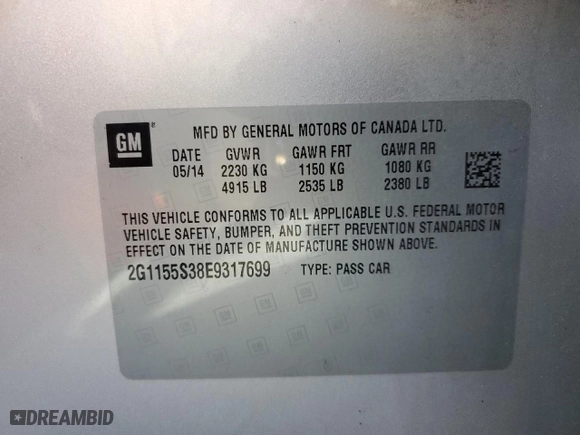 GM®
MFD BY GENERAL MOTORS OF CANADA LTD.
DATE GVWR GAWR FRT GAWR RR
05/14 2230 KG 1150 KG 1080 KG
4915 LB 2535 LB 2380 LB
THIS VEHICLE CONFORMS TO ALL APPLICABLE U.S. FEDERAL MOTOR
VEHICLE SAFETY, BUMPER, AND THEFT PREVENTION STANDARDS IN
EFFECT ON THE DATE OF MANUFACTURE SHOWN ABOVE.
2G1155S38E9317699 TYPE: PASS CAR
DREAMBID